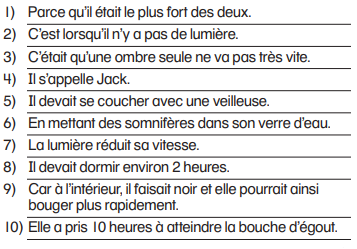 1) Parce qu'il était le plus fort des deux.
2) C'est lorsqu'il n'y a pas de lumière.
3) C'était qu'une ombre seule ne va pas très vite.
4) Il s'appelle Jack.
5) Il devait se coucher avec une veilleuse.
6) En mettant des somnifères dans son verre d'eau.
7) La lumière réduit sa vitesse.
8) Il devait dormir environ 2 heures.
9) Car à l'intérieur, il faisait noir et elle pourrait ainsi
bouger plus rapidement.
10) Elle a pris 10 heures à atteindre la bouche d'égout.